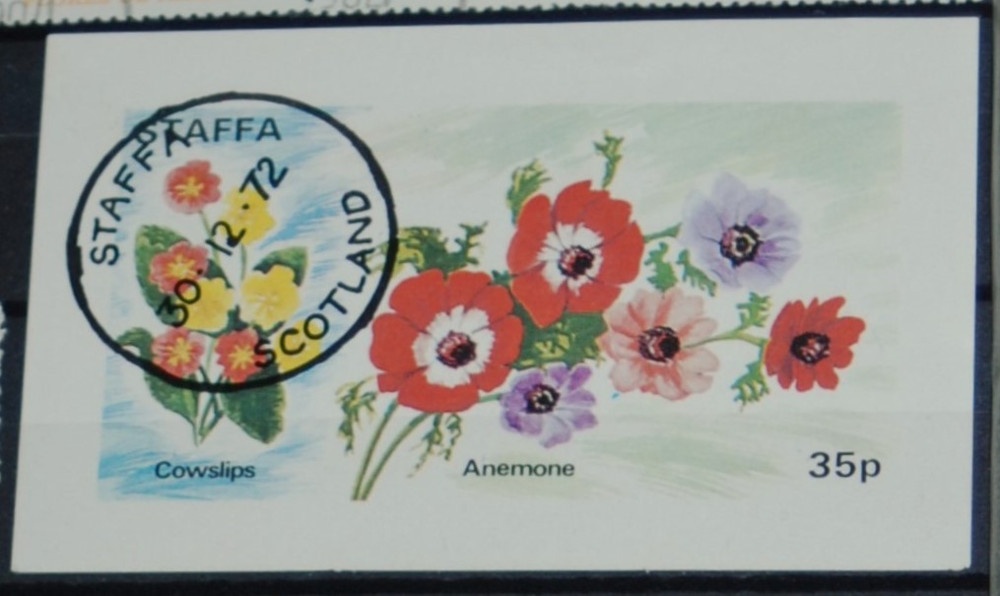 STAFFA
STAFFA
30·12·72
SCOTLAND
Cowslips
Anemone
35p